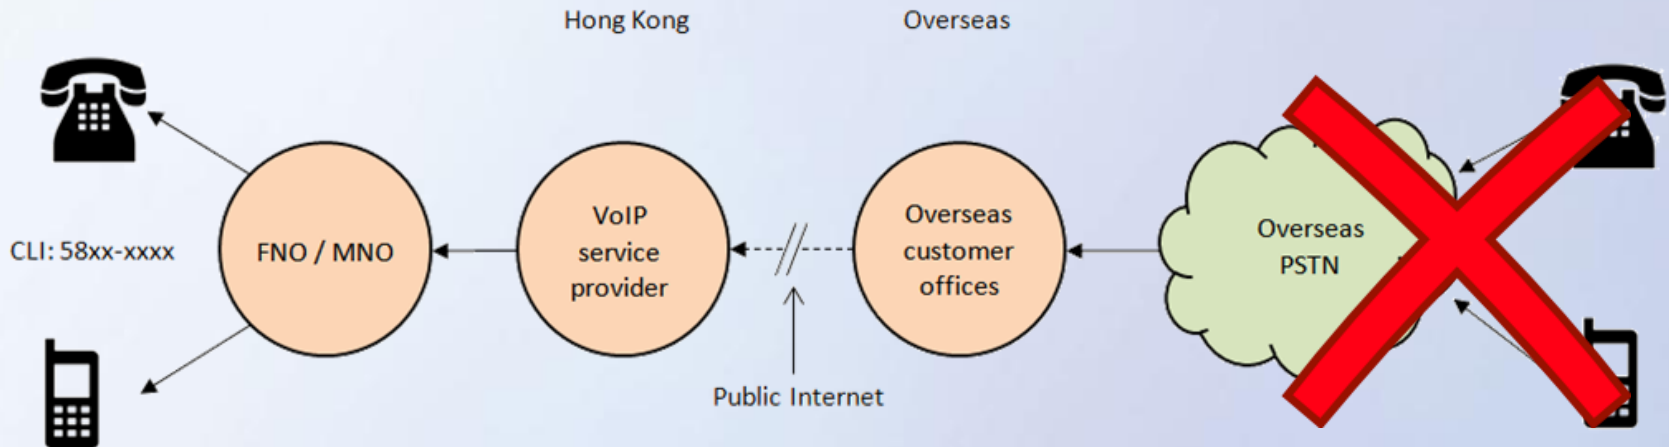 Hong Kong
Overseas
CLI: 58xx-xxxx
FNO / MNO
VoIP
service
provider
Overseas
customer
offices
Overseas
PSTN
Public Internet